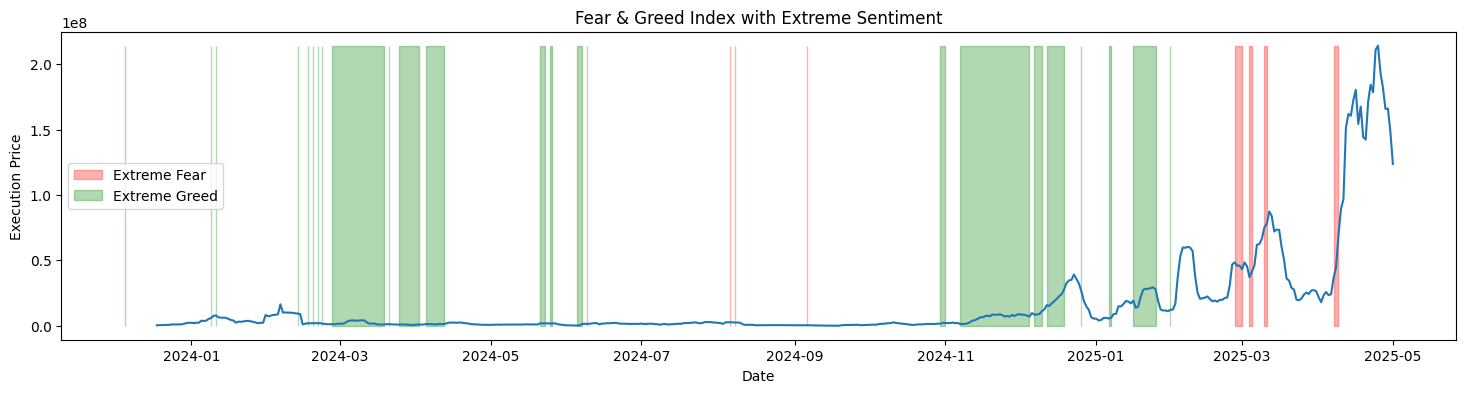 Fear & Greed Index with Extreme Sentiment
1e8
2.0
1.5
1.0
0.5
0.0
Execution Price
Extreme Fear
Extreme Greed
2024-01
2024-03
2024-05
2024-07
2024-09
2024-11
2025-01
2025-03
2025-05
Date